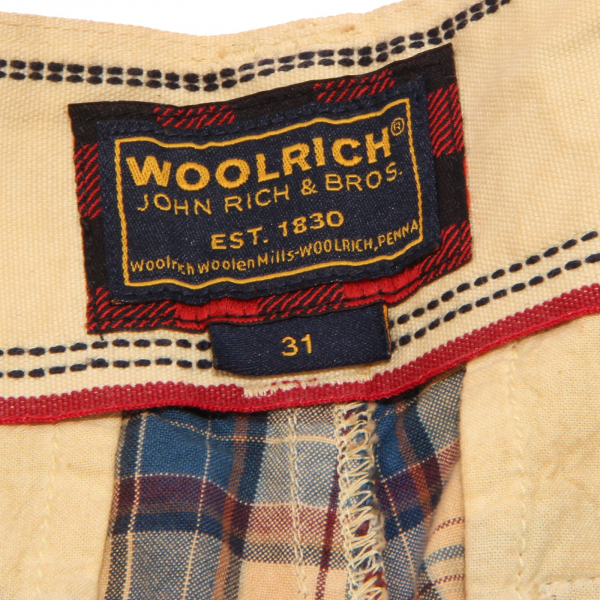 WOOLRICH®
JOHN RICH & BROS.
EST. 1830
Woolrich Woolen Mills-WOOLRICH, PENNA
31